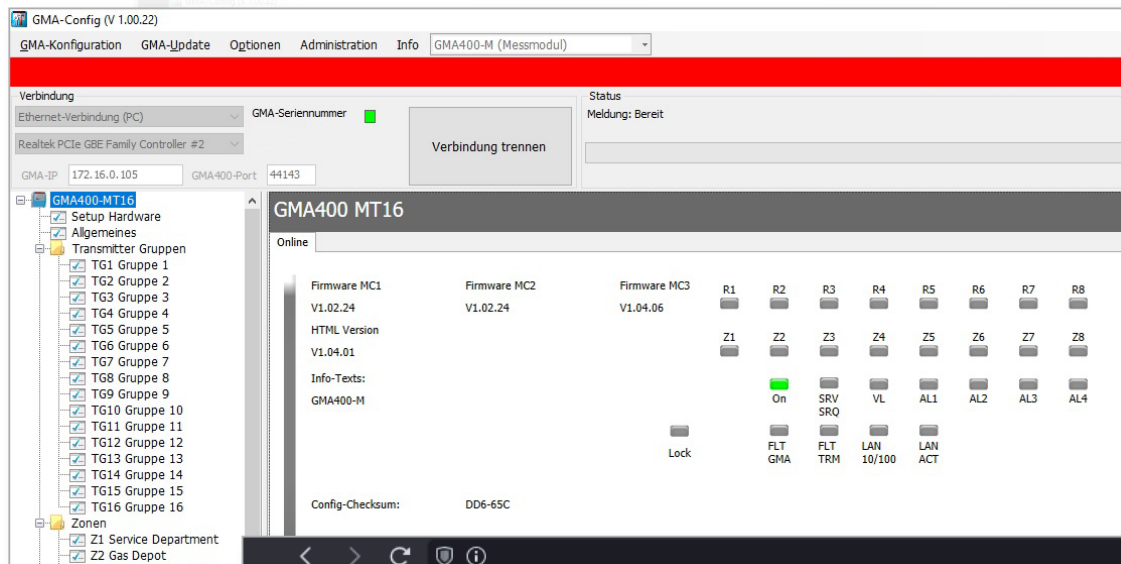 GMA-Config (V 1.00.22)
GMA-Konfiguration GMA-Update Optionen Administration Info GMA400-M (Messmodul)
Verbindung
Ethernet-Verbindung (PC)
GMA-Seriennummer
Realtek PCIe GBE Family Controller #2
Verbindung trennen
GMA-IP 172.16.0.105 GMA400-Port 44143
Status
Meldung: Bereit
GMA400-MT16
Setup Hardware
Allgemeines
Transmitter Gruppen
TG1 Gruppe 1
TG2 Gruppe 2
TG3 Gruppe 3
TG4 Gruppe 4
TG5 Gruppe 5
TG6 Gruppe 6
TG7 Gruppe 7
TG8 Gruppe 8
TG9 Gruppe 9
TG10 Gruppe 10
TG11 Gruppe 11
TG12 Gruppe 12
TG13 Gruppe 13
TG14 Gruppe 14
TG15 Gruppe 15
TG16 Gruppe 16
Zonen
Z1 Service Department
Z2 Gas Depot
GMA400 MT16
Online
Firmware MC1 Firmware MC2 Firmware MC3
V1.02.24 V1.02.24 V1.04.06
HTML Version
V1.04.01
Info-Texts:
GMA400-M
Config-Checksum: DD6-65C
R1 R2 R3 R4 R5 R6 R7 R8
Z1 Z2 Z3 Z4 Z5 Z6 Z7 Z8
On SRV SRQ VL AL1 AL2 AL3 AL4
Lock FLT GMA FLT TRM LAN 10/100 LAN ACT